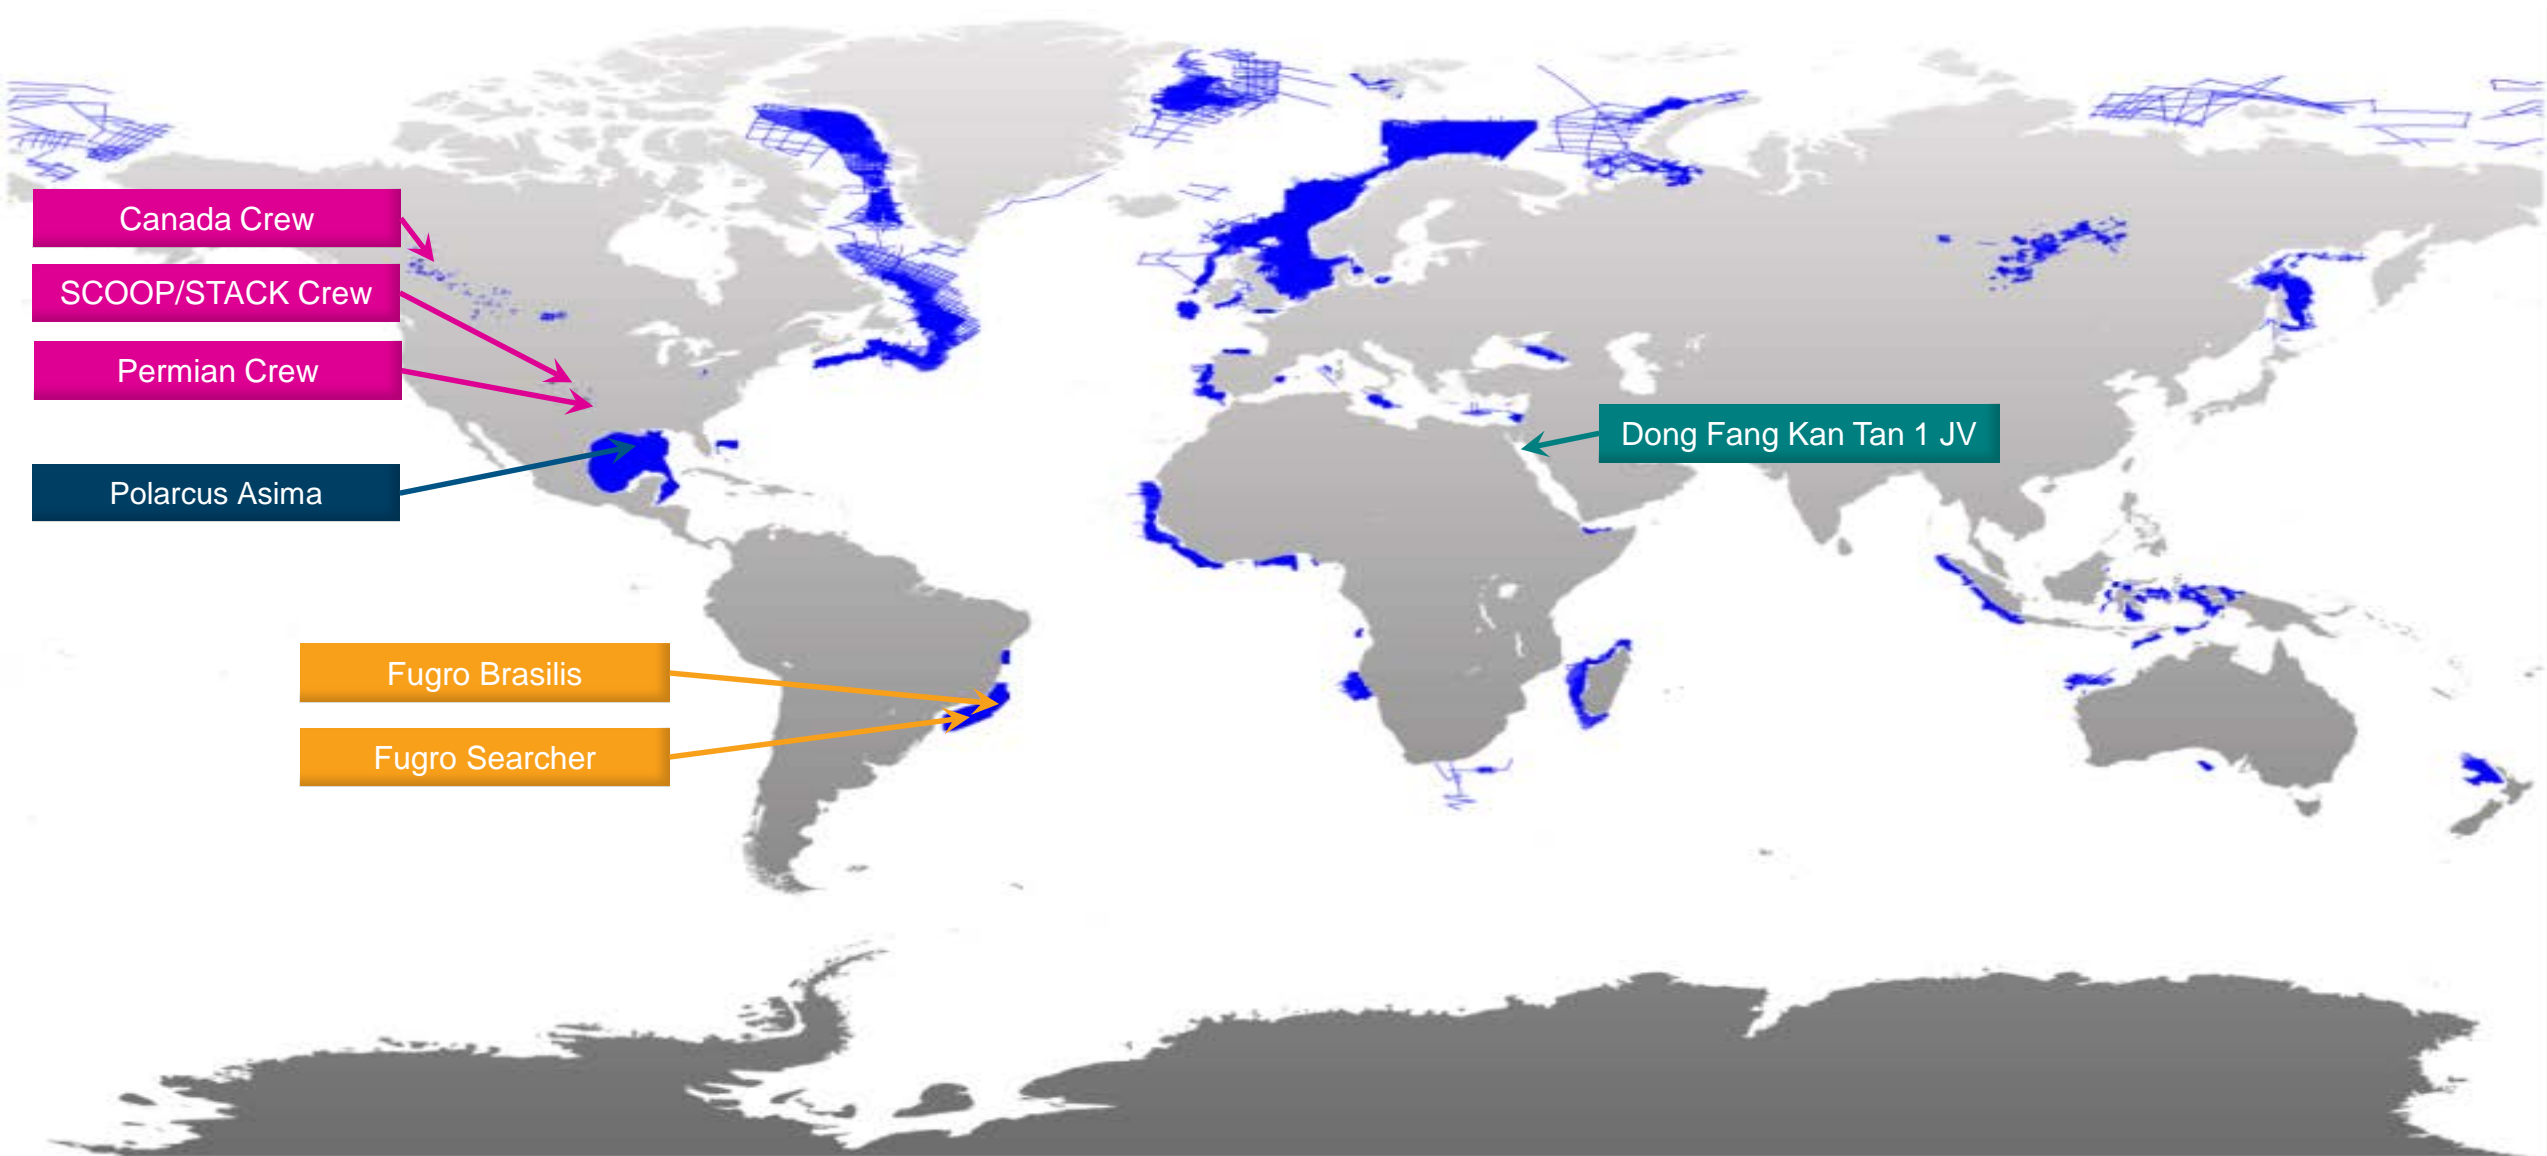 Canada Crew
SCOOP/STACK Crew
Permian Crew
Dong Fang Kan Tan 1 JV
Polarcus Asima
Fugro Brasilis
Fugro Searcher